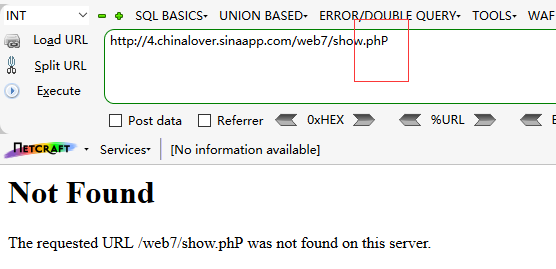 INT SQL BASICS UNION BASED ERROR/DOUBLE QUERY TOOLS WAF
Load URL http://4.chinalover.sinaapp.com/web7/show.phP
Split URL
Execute
Post data Referrer 0xHEX %URL
NETCRAFT Services [No information available]
Not Found
The requested URL /web7/show.phP was not found on this server.